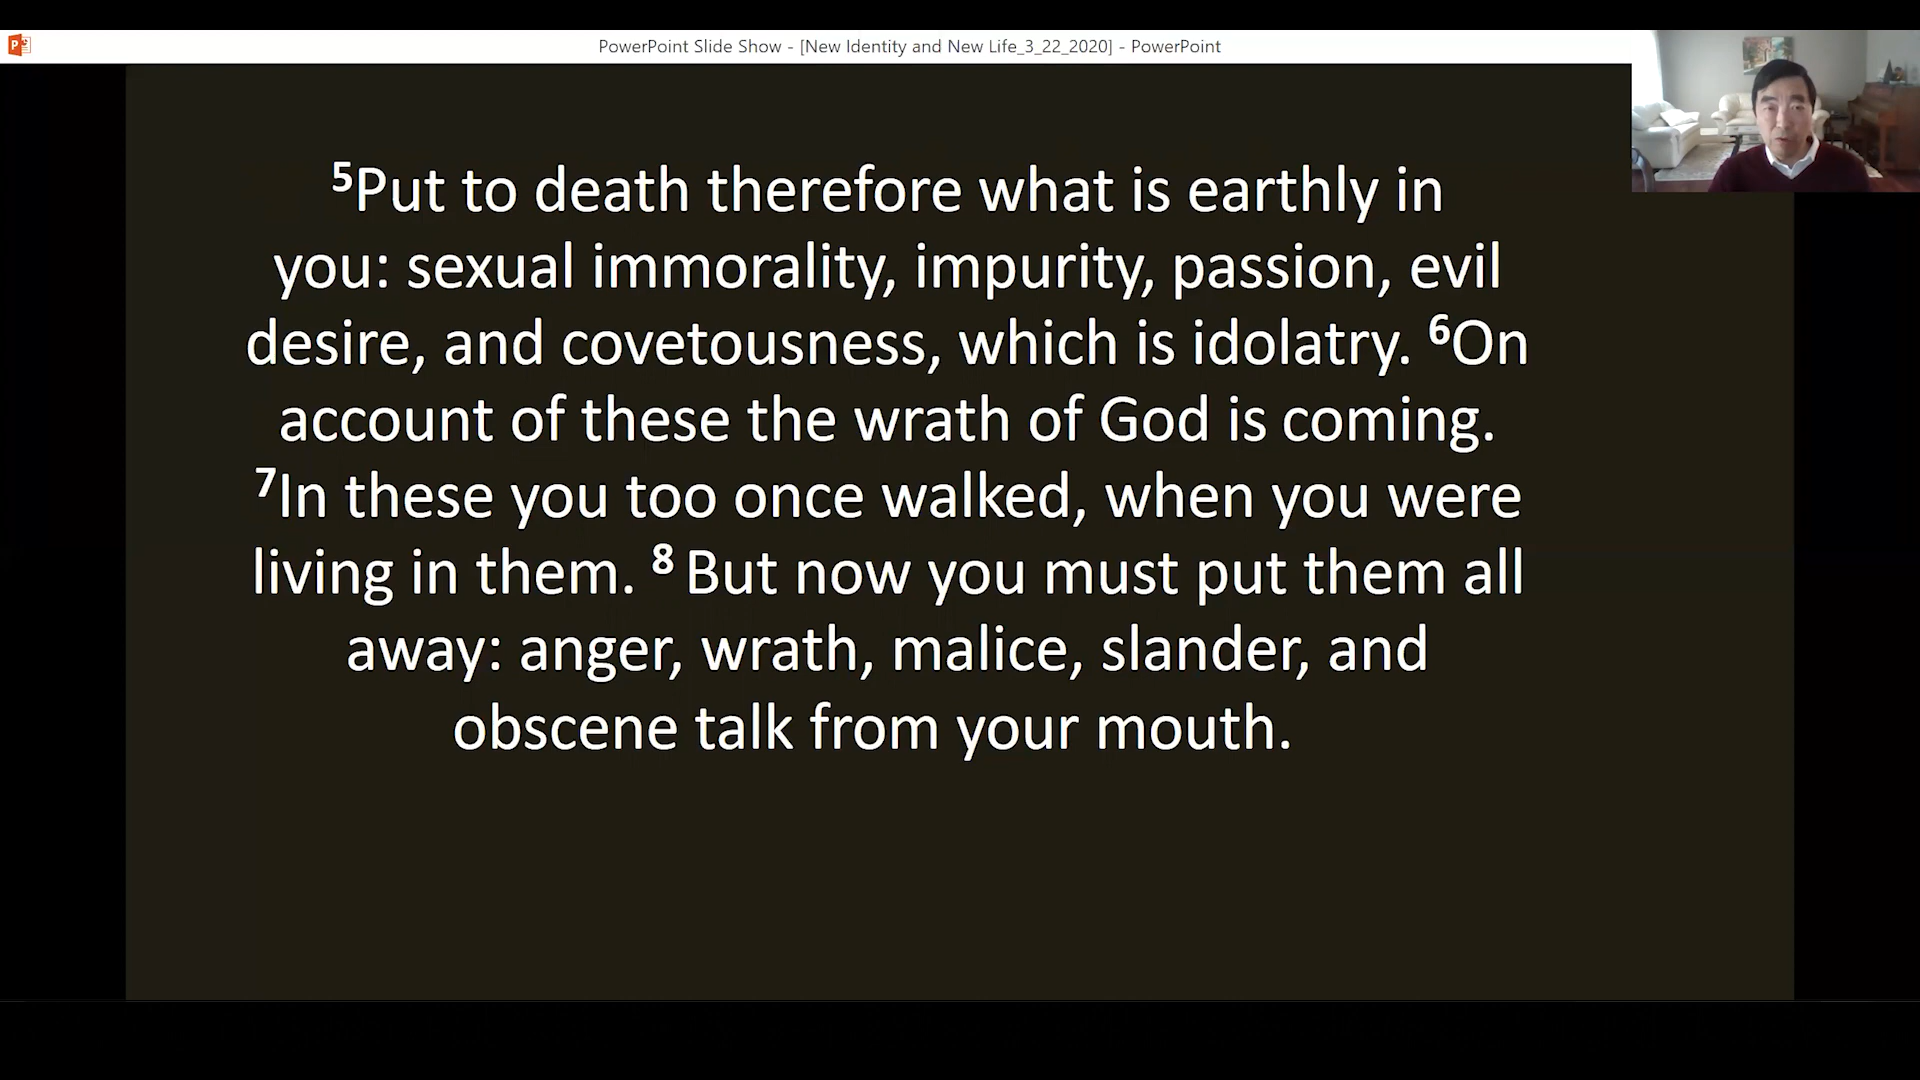 PowerPoint Slide Show - [New Identity and New Life_3_22_2020] - PowerPoint
5Put to death therefore what is earthly in
you: sexual immorality, impurity, passion, evil
desire, and covetousness, which is idolatry. 6On
account of these the wrath of God is coming.
7In these you too once walked, when you were
living in them. 8 But now you must put them all
away: anger, wrath, malice, slander, and
obscene talk from your mouth.